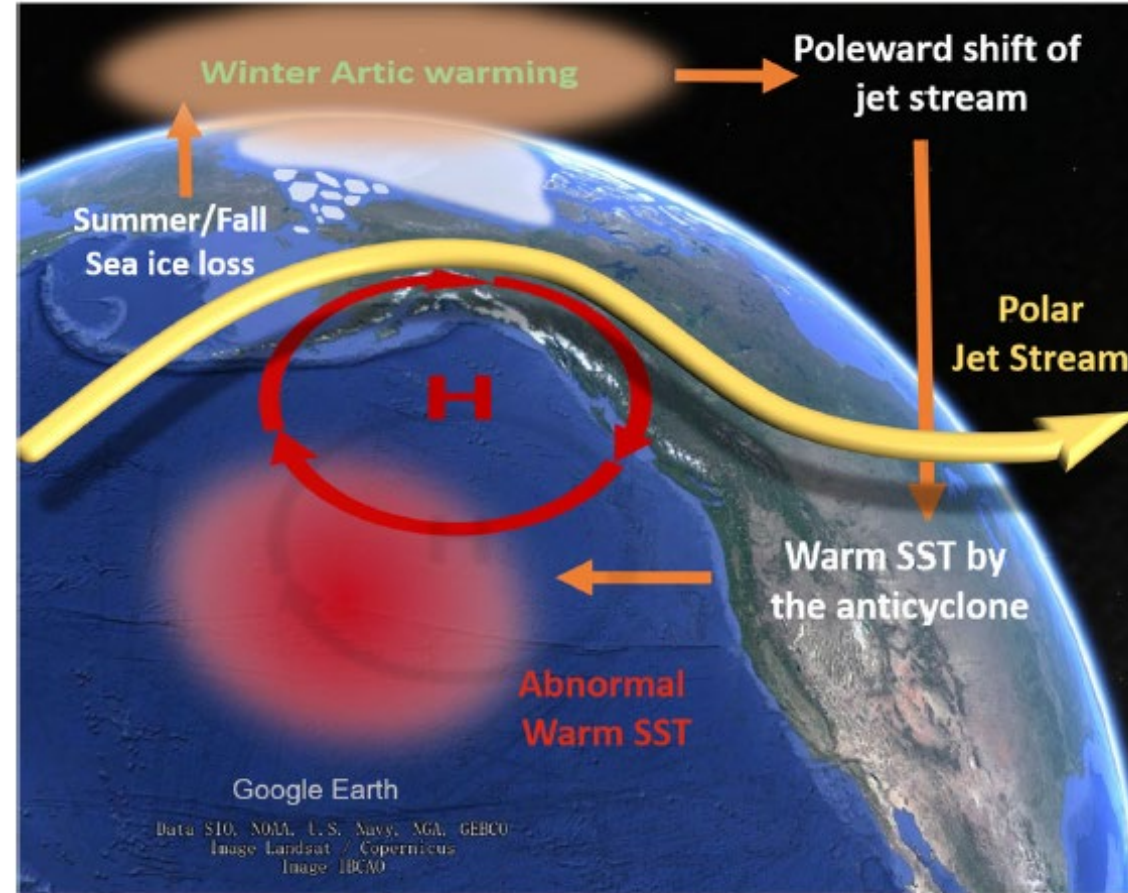 Winter Artic warming
Poleward shift of
jet stream
Summer/Fall
Sea ice loss
Polar
Jet Stream
H
Warm SST by
the anticyclone
Abnormal
Warm SST
Google Earth
Data SIO, NOAA, U.S. Navy, NGA, GEBCO
Image Landsat / Copernicus
Image IBCAO